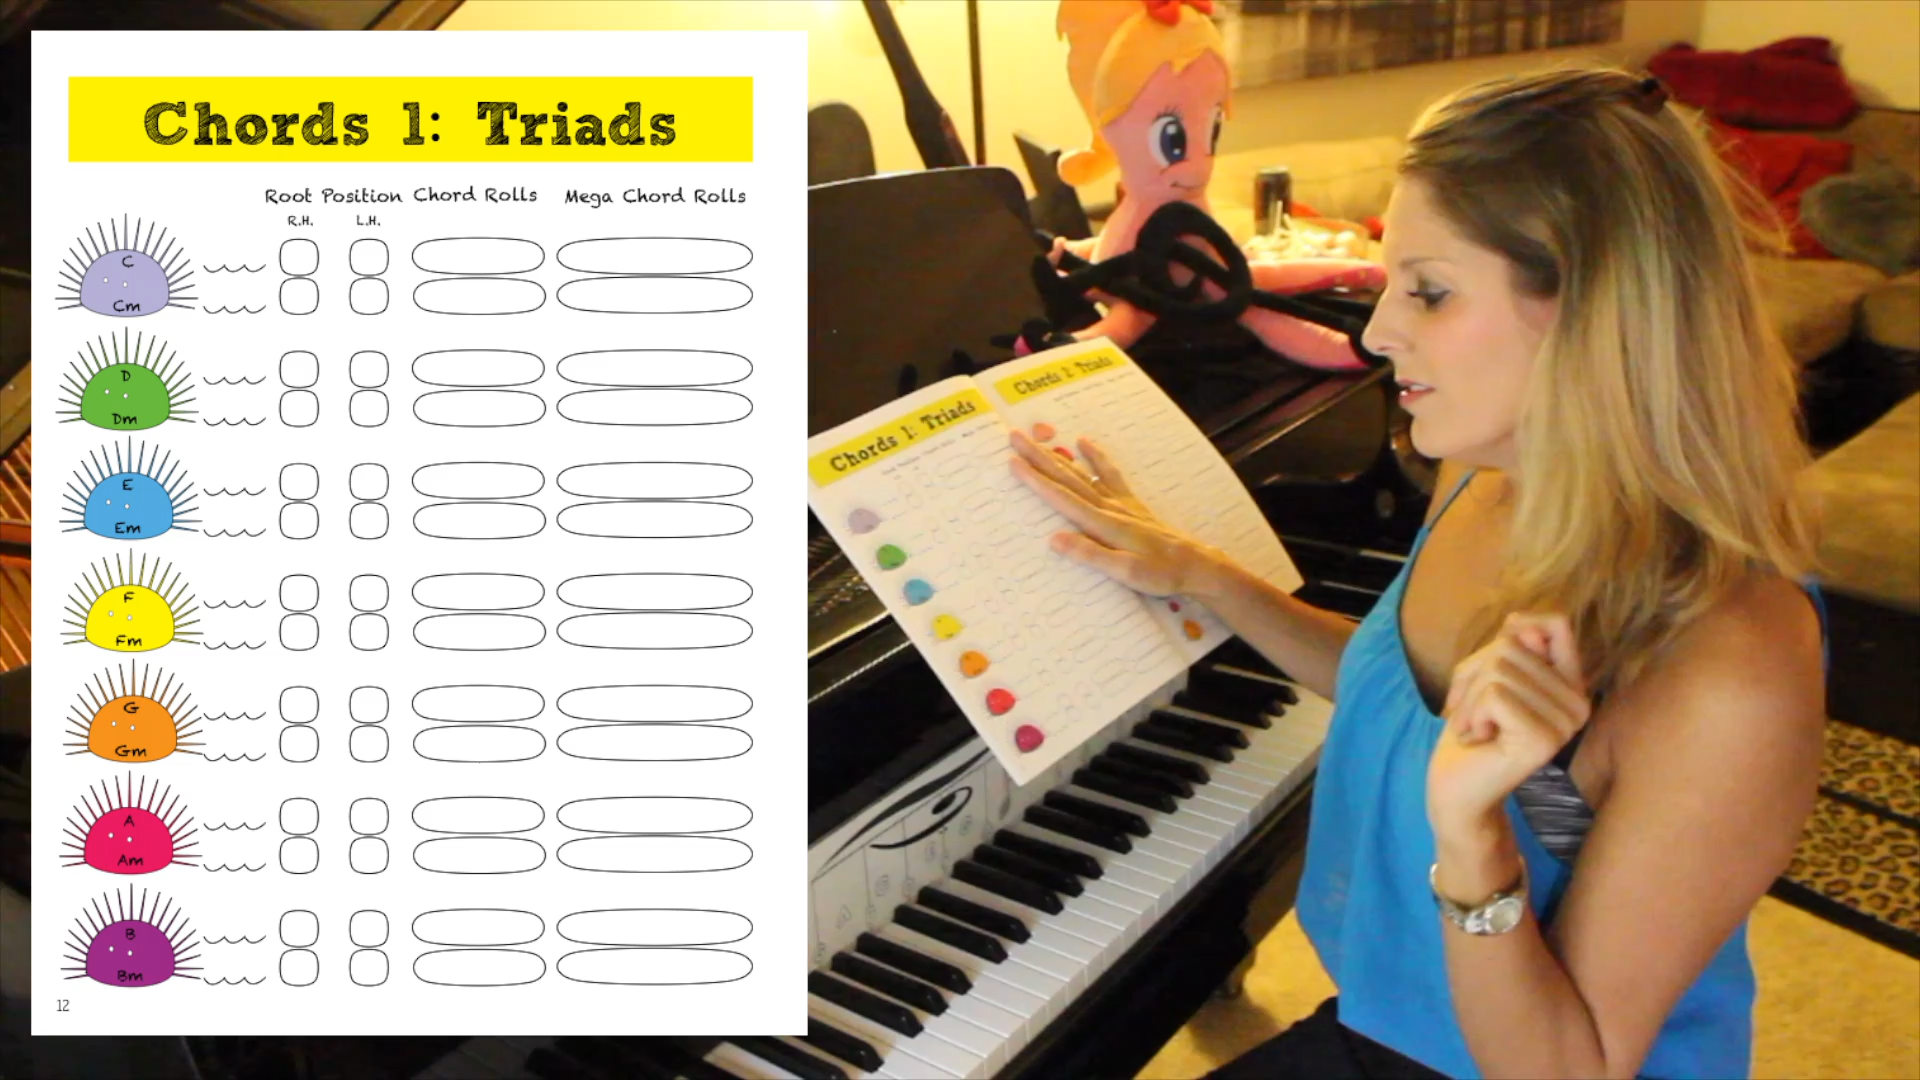 Chords 1: Triads
Root Position Chord Rolls Mega Chord Rolls
R.H. L.H.
C
Cm
D
Dm
E
Em
F
Fm
G
Gm
A
Am
B
Bm
12
Chords 1: Triads
Chords 2: Triads